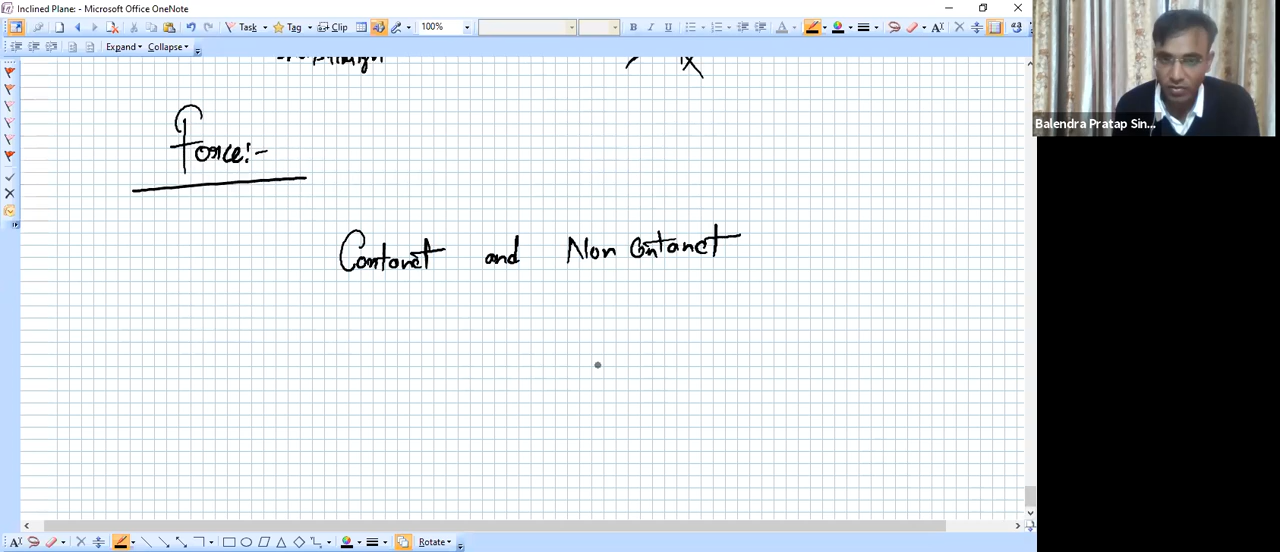 Inclined Plane: - Microsoft Office OneNote
Task Tag Clip 100% B I U
Expand Collapse
Balendra Pratap Sin...
Force:-
Contanct and Non Contanct
Rotate